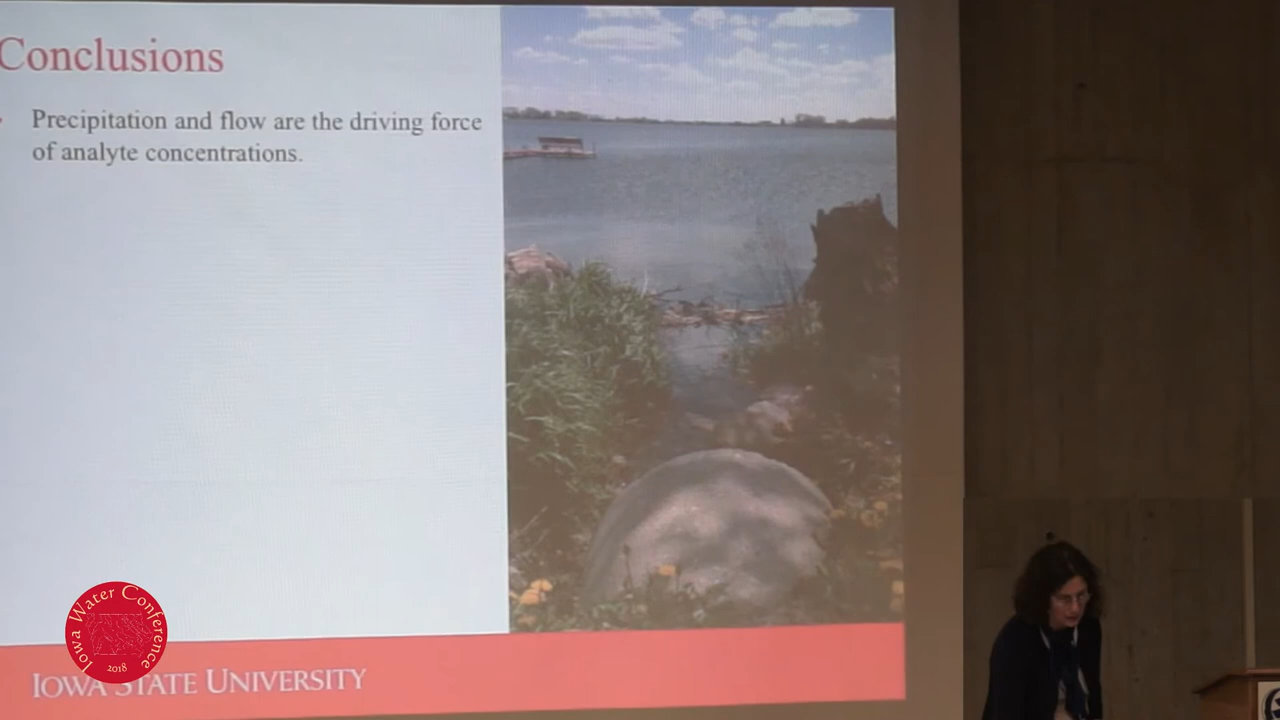 Conclusions
Precipitation and flow are the driving force
of analyte concentrations.
Iowa Water Conference
2018
IOWA STATE UNIVERSITY